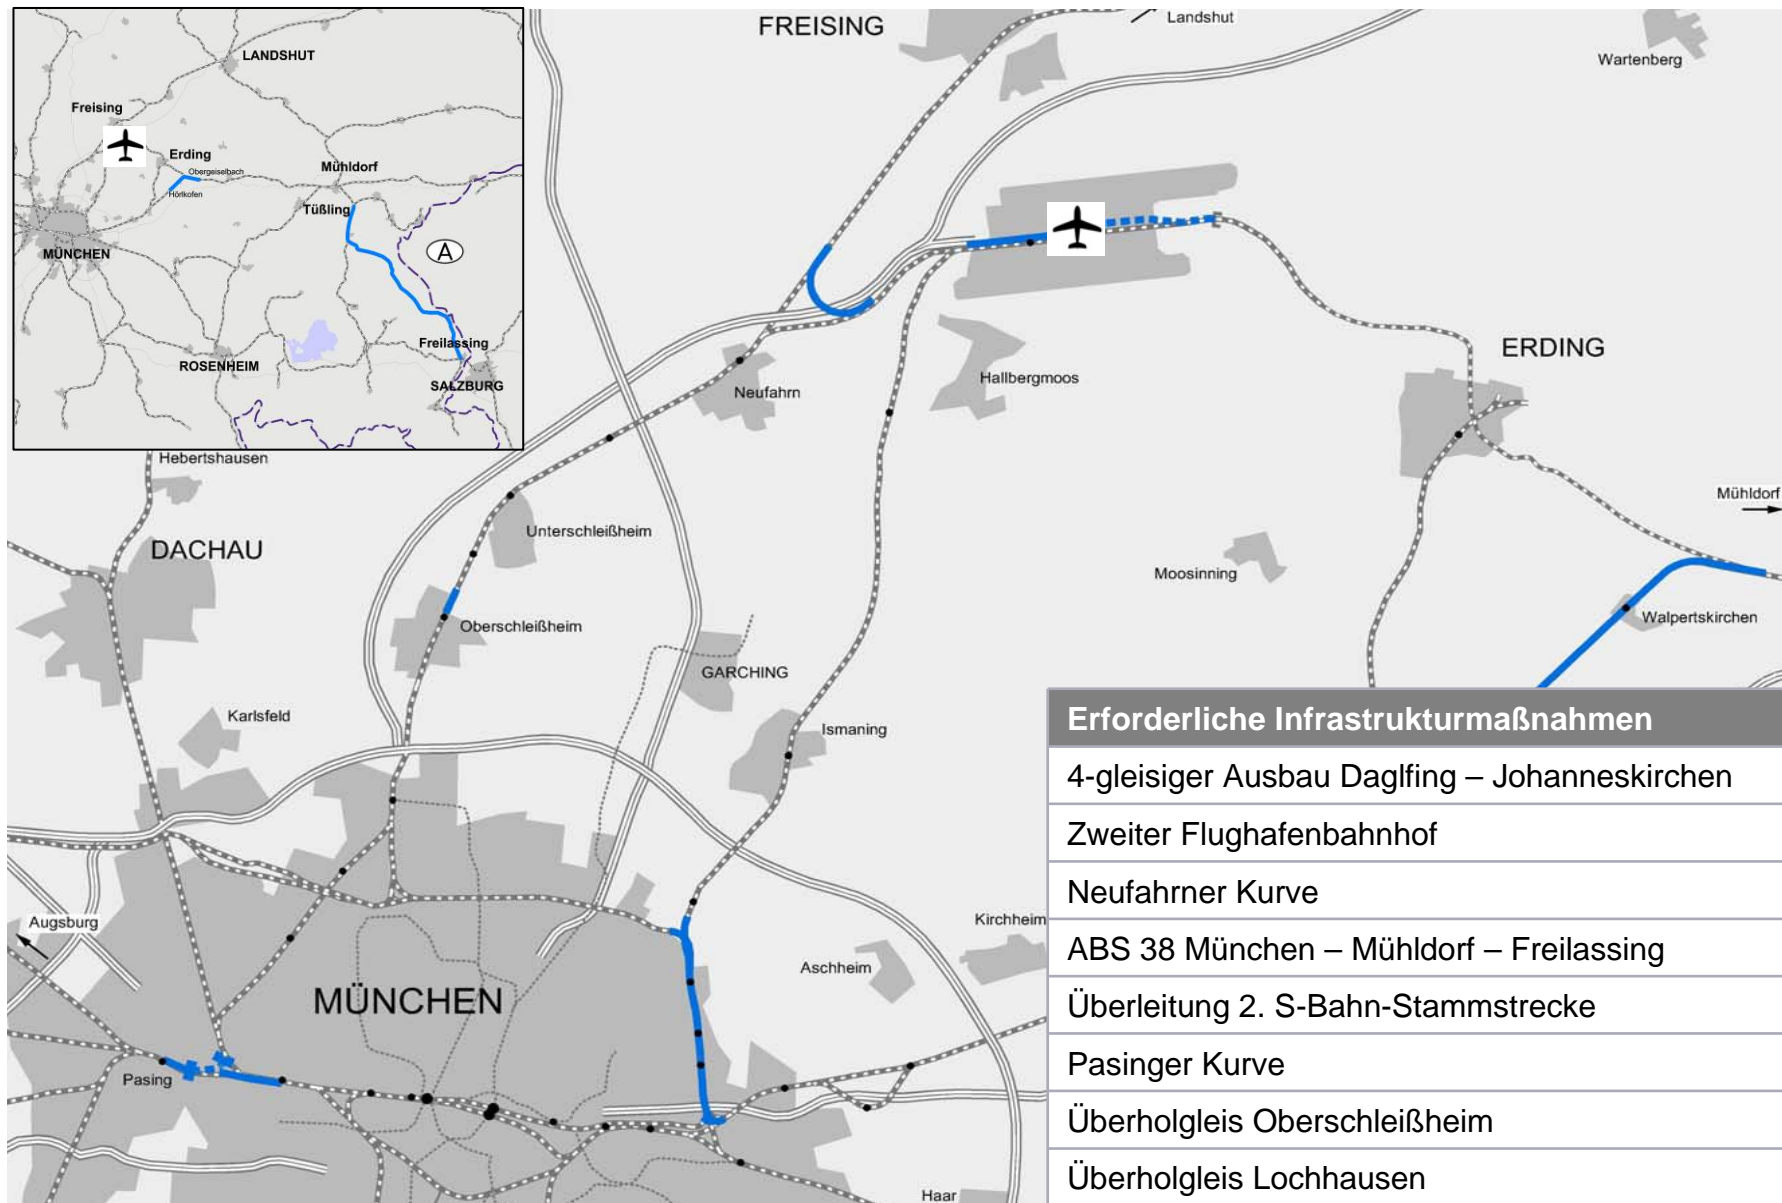 LANDSHUT
Freising
Erding
Obergeiselbach
Hörlkofen
Mühldorf
Tüßling
MÜNCHEN
A
Freilassing
ROSENHEIM
SALZBURG
FREISING
Landshut
Wartenberg
Neufahrn
Hallbergmoos
ERDING
Hebertshausen
Mühldorf
Unterschleißheim
DACHAU
Moosinning
Oberschleißheim
Walpertskirchen
GARCHING
Karlsfeld
Ismaning
Augsburg
Kirchheim
Aschheim
MÜNCHEN
Pasing
Haar
Erforderliche Infrastrukturmaßnahmen
4-gleisiger Ausbau Daglfing – Johanneskirchen
Zweiter Flughafenbahnhof
Neufahrner Kurve
ABS 38 München – Mühldorf – Freilassing
Überleitung 2. S-Bahn-Stammstrecke
Pasinger Kurve
Überholgleis Oberschleißheim
Überholgleis Lochhausen